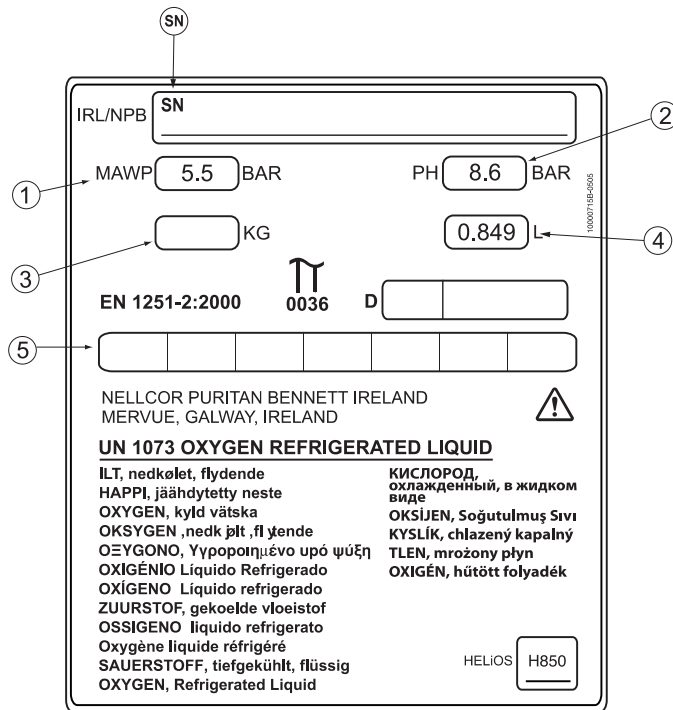 SN
SN
IRL/NPB
MAWP 5.5 BAR
PH 8.6 BAR
1
2
KG
0.849 L
3
4
10000715B-0505
EN 1251-2:2000
π
0036
D
5
NELLCOR PURITAN BENNETT IRELAND
MERVUE, GALWAY, IRELAND
UN 1073 OXYGEN REFRIGERATED LIQUID
ILT, nedkølet, flydende
HAPPI, jäähdytetty neste
OXYGEN, kyld vätska
OKSYGEN ,nedk jølt ,fl ytende
ΟΞΥΓΟΝΟ, Υγροροιημένο υρό ψύξη
OXIGÉNIO Líquido Refrigerado
OXÍGENO Líquido refrigerado
ZUURSTOF, gekoelde vloeistof
OSSIGENO liquido refrigerato
Oxygène liquide réfrigéré
SAUERSTOFF, tiefgekühlt, flüssig
OXYGEN, Refrigerated Liquid
КИСЛОРОД,
охлажденный, в жидком
виде
OKSİJEN, Soğutulmuş Sıvı
KYSLÍK, chlazený kapalný
TLEN, mrożony płyn
OXIGÉN, hűtött folyadék
HELiOS H850